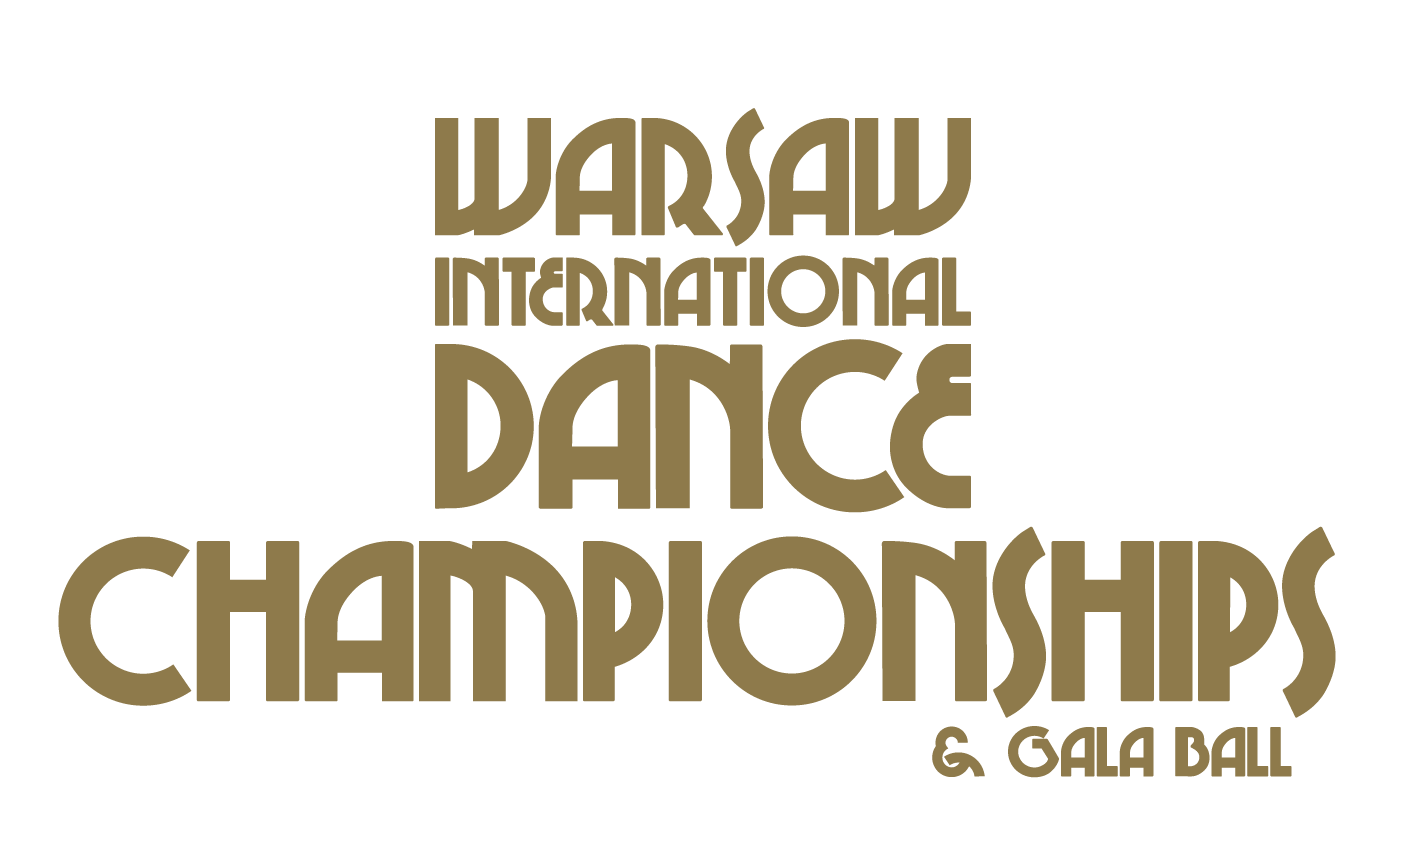 WARSAW
INTERNATIONAL
DANCE
CHAMPIONSHIPS
& GALA BALL